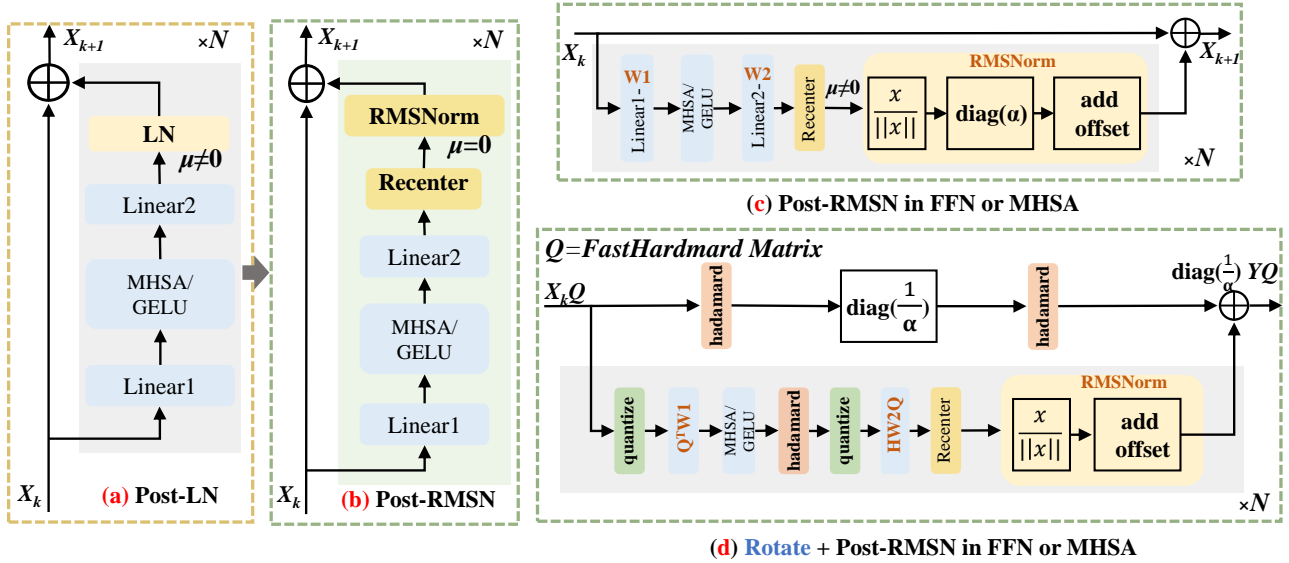 X_{k+1}
×N
LN
μ≠0
Linear2
MHSA/
GELU
Linear1
X_k
(a) Post-LN
X_{k+1}
×N
RMSNorm
μ=0
Recenter
Linear2
MHSA/
GELU
Linear1
X_k
(b) Post-RMSN
X_k
X_{k+1}
Linear1-W1
MHSA/
GELU
Linear2-W2
Recenter
μ≠0
RMSNorm
x
||x||
diag(α)
add
offset
×N
(c) Post-RMSN in FFN or MHSA
Q=FastHardmard Matrix
X_kQ
hadamard
diag(1/α)
hadamard
diag(1/α) YQ
quantize
Q^TW1
MHSA/
GELU
hadamard
quantize
HW2Q
Recenter
RMSNorm
x
||x||
add
offset
×N
(d) Rotate + Post-RMSN in FFN or MHSA